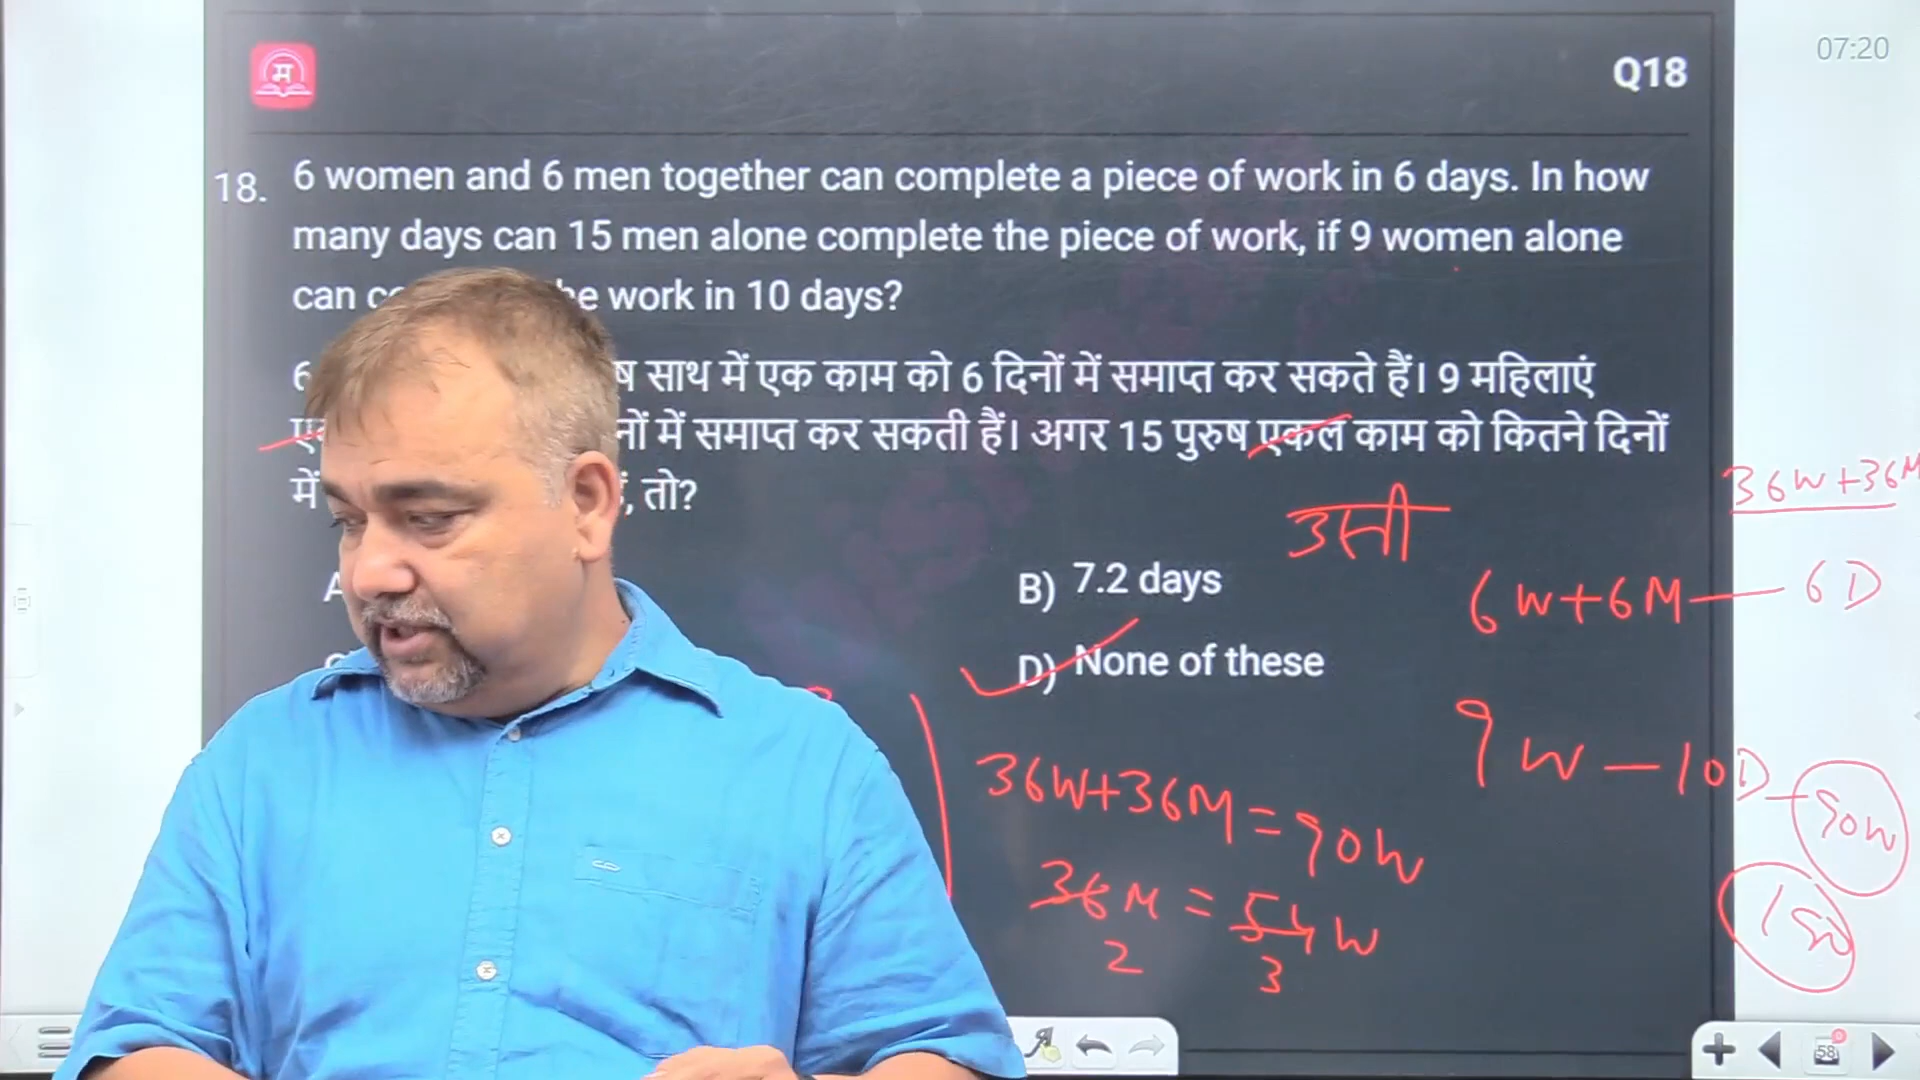 07:20
म
Q18
18. 6 women and 6 men together can complete a piece of work in 6 days. In how
many days can 15 men alone complete the piece of work, if 9 women alone
can he work in 10 days?
6 ष साथ में एक काम को 6 दिनों में समाप्त कर सकते हैं। 9 महिलाएं
नों में समाप्त कर सकती हैं। अगर 15 पुरुष एकल काम को कितने दिनों
में तो?
36W+36M
उस्ती
B) 7.2 days
6W+6M — 6D
D) None of these
9W — 10D — 90W
36W+36M = 90W
36M = 54W
2 3
58